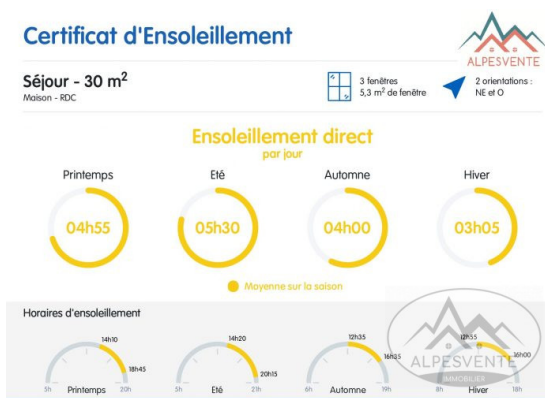 Certificat d'Ensoleillement
ALPESVENTE
Séjour - 30 m²
Maison - RDC
3 fenêtres
5,3 m² de fenêtre
2 orientations :
NE et O
Ensoleillement direct
par jour
Printemps Eté Automne Hiver
04h55 05h30 04h00 03h05
Moyenne sur la saison
Horaires d'ensoleillement
14h10 14h20 12h35 12h55
18h45 20h15 16h35 16h00
ALPESVENTE
IMMOBILIER
5h Printemps 20h 5h Eté 21h 6h Automne 19h 8h Hiver 18h